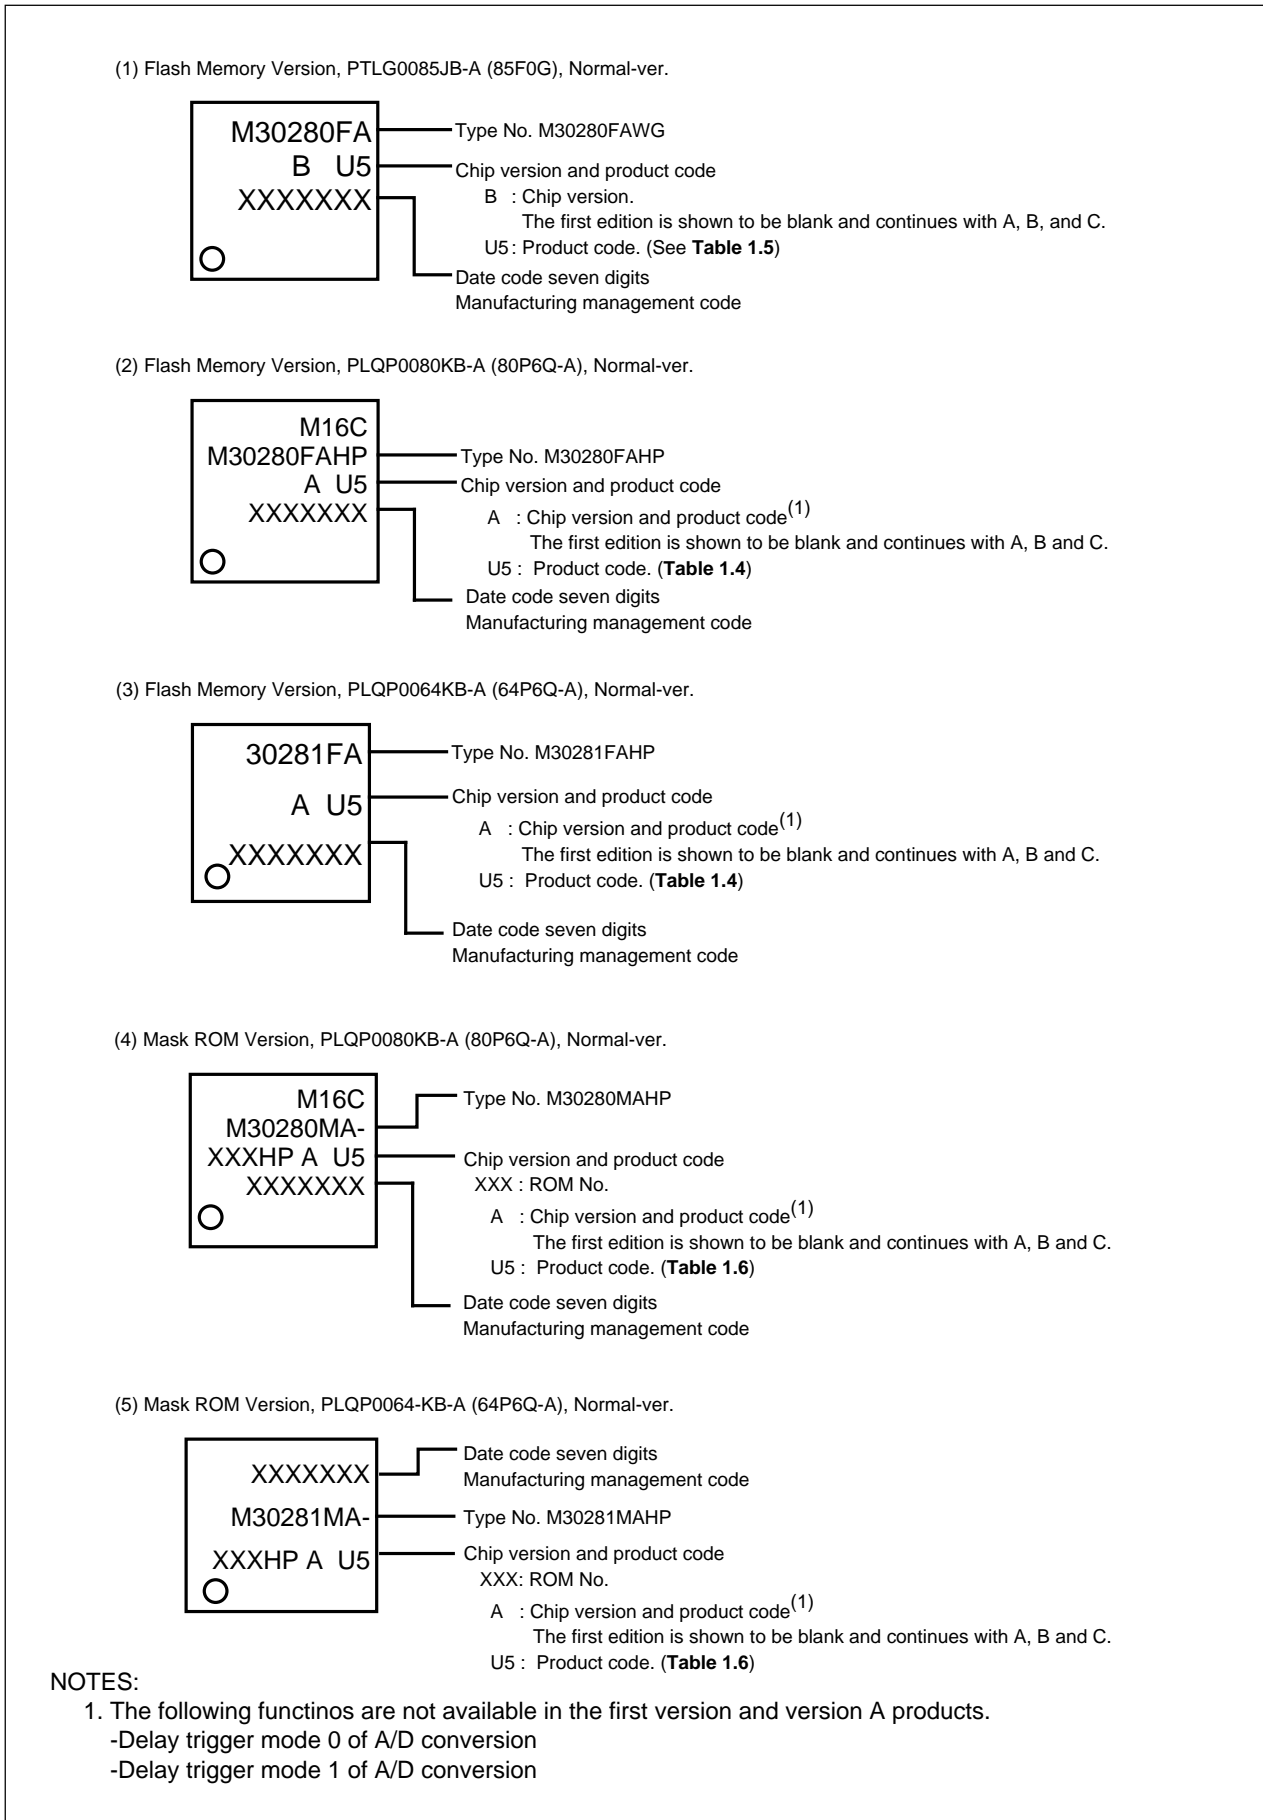 (1) Flash Memory Version, PTLG0085JB-A (85F0G), Normal-ver.
M30280FA
B U5
XXXXXXX
Type No. M30280FAWG
Chip version and product code
B : Chip version.
The first edition is shown to be blank and continues with A, B, and C.
U5 : Product code. (See Table 1.5)
Date code seven digits
Manufacturing management code
(2) Flash Memory Version, PLQP0080KB-A (80P6Q-A), Normal-ver.
M16C
M30280FAHP
A U5
XXXXXXX
Type No. M30280FAHP
Chip version and product code
A : Chip version and product code(1)
The first edition is shown to be blank and continues with A, B and C.
U5 : Product code. (Table 1.4)
Date code seven digits
Manufacturing management code
(3) Flash Memory Version, PLQP0064KB-A (64P6Q-A), Normal-ver.
30281FA
A U5
XXXXXXX
Type No. M30281FAHP
Chip version and product code
A : Chip version and product code(1)
The first edition is shown to be blank and continues with A, B and C.
U5 : Product code. (Table 1.4)
Date code seven digits
Manufacturing management code
(4) Mask ROM Version, PLQP0080KB-A (80P6Q-A), Normal-ver.
M16C
M30280MA-
XXXHP A U5
XXXXXXX
Type No. M30280MAHP
Chip version and product code
XXX : ROM No.
A : Chip version and product code(1)
The first edition is shown to be blank and continues with A, B and C.
U5 : Product code. (Table 1.6)
Date code seven digits
Manufacturing management code
(5) Mask ROM Version, PLQP0064-KB-A (64P6Q-A), Normal-ver.
XXXXXXX
M30281MA-
XXXHP A U5
Date code seven digits
Manufacturing management code
Type No. M30281MAHP
Chip version and product code
XXX: ROM No.
A : Chip version and product code(1)
The first edition is shown to be blank and continues with A, B and C.
U5 : Product code. (Table 1.6)
NOTES:
1. The following functinos are not available in the first version and version A products.
-Delay trigger mode 0 of A/D conversion
-Delay trigger mode 1 of A/D conversion